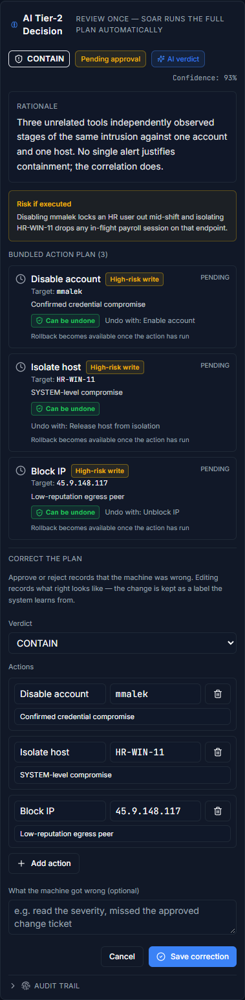 AI Tier-2
Decision
REVIEW ONCE — SOAR RUNS THE FULL
PLAN AUTOMATICALLY
CONTAIN
Pending approval
AI verdict
Confidence: 93%
RATIONALE
Three unrelated tools independently observed
stages of the same intrusion against one account
and one host. No single alert justifies
containment; the correlation does.
Risk if executed
Disabling mmalek locks an HR user out mid-shift and isolating
HR-WIN-11 drops any in-flight payroll session on that endpoint.
BUNDLED ACTION PLAN (3)
Disable account High-risk write PENDING
Target: mmalek
Confirmed credential compromise
Can be undone Undo with: Enable account
Rollback becomes available once the action has run
Isolate host High-risk write PENDING
Target: HR-WIN-11
SYSTEM-level compromise
Can be undone
Undo with: Release host from isolation
Rollback becomes available once the action has run
Block IP High-risk write PENDING
Target: 45.9.148.117
Low-reputation egress peer
Can be undone Undo with: Unblock IP
Rollback becomes available once the action has run
CORRECT THE PLAN
Approve or reject records that the machine was wrong. Editing
records what right looks like — the change is kept as a label the
system learns from.
Verdict
CONTAIN
Actions
Disable account mmalek
Confirmed credential compromise
Isolate host HR-WIN-11
SYSTEM-level compromise
Block IP 45.9.148.117
Low-reputation egress peer
Add action
What the machine got wrong (optional)
e.g. read the severity, missed the approved
change ticket
Cancel
Save correction
AUDIT TRAIL